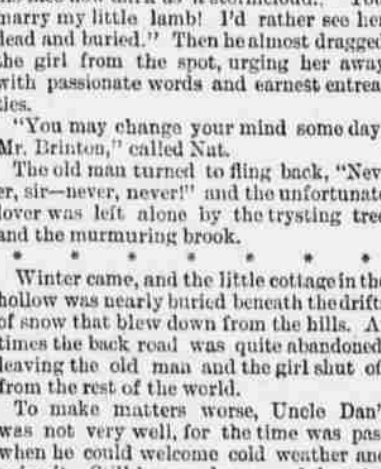 marry my little lamb! I'd rather see her
dead and buried." Then he almost dragged
the girl from the spot, urging her away
with passionate words and earnest entrea-
ties.
"You may change your mind some day,
Mr. Brinton," called Nat.
The old man turned to fling back, "Nev-
er, sir—never, never!" and the unfortunate
lover was left alone by the trysting tree
and the murmuring brook.
* * * * * * *
Winter came, and the little cottage in the
hollow was nearly buried beneath the drifts
of snow that blew down from the hills. At
times the back road was quite abandoned,
leaving the old man and the girl shut off
from the rest of the world.
To make matters worse, Uncle Dan'l
was not very well, for the time was past
when he could welcome cold weather and